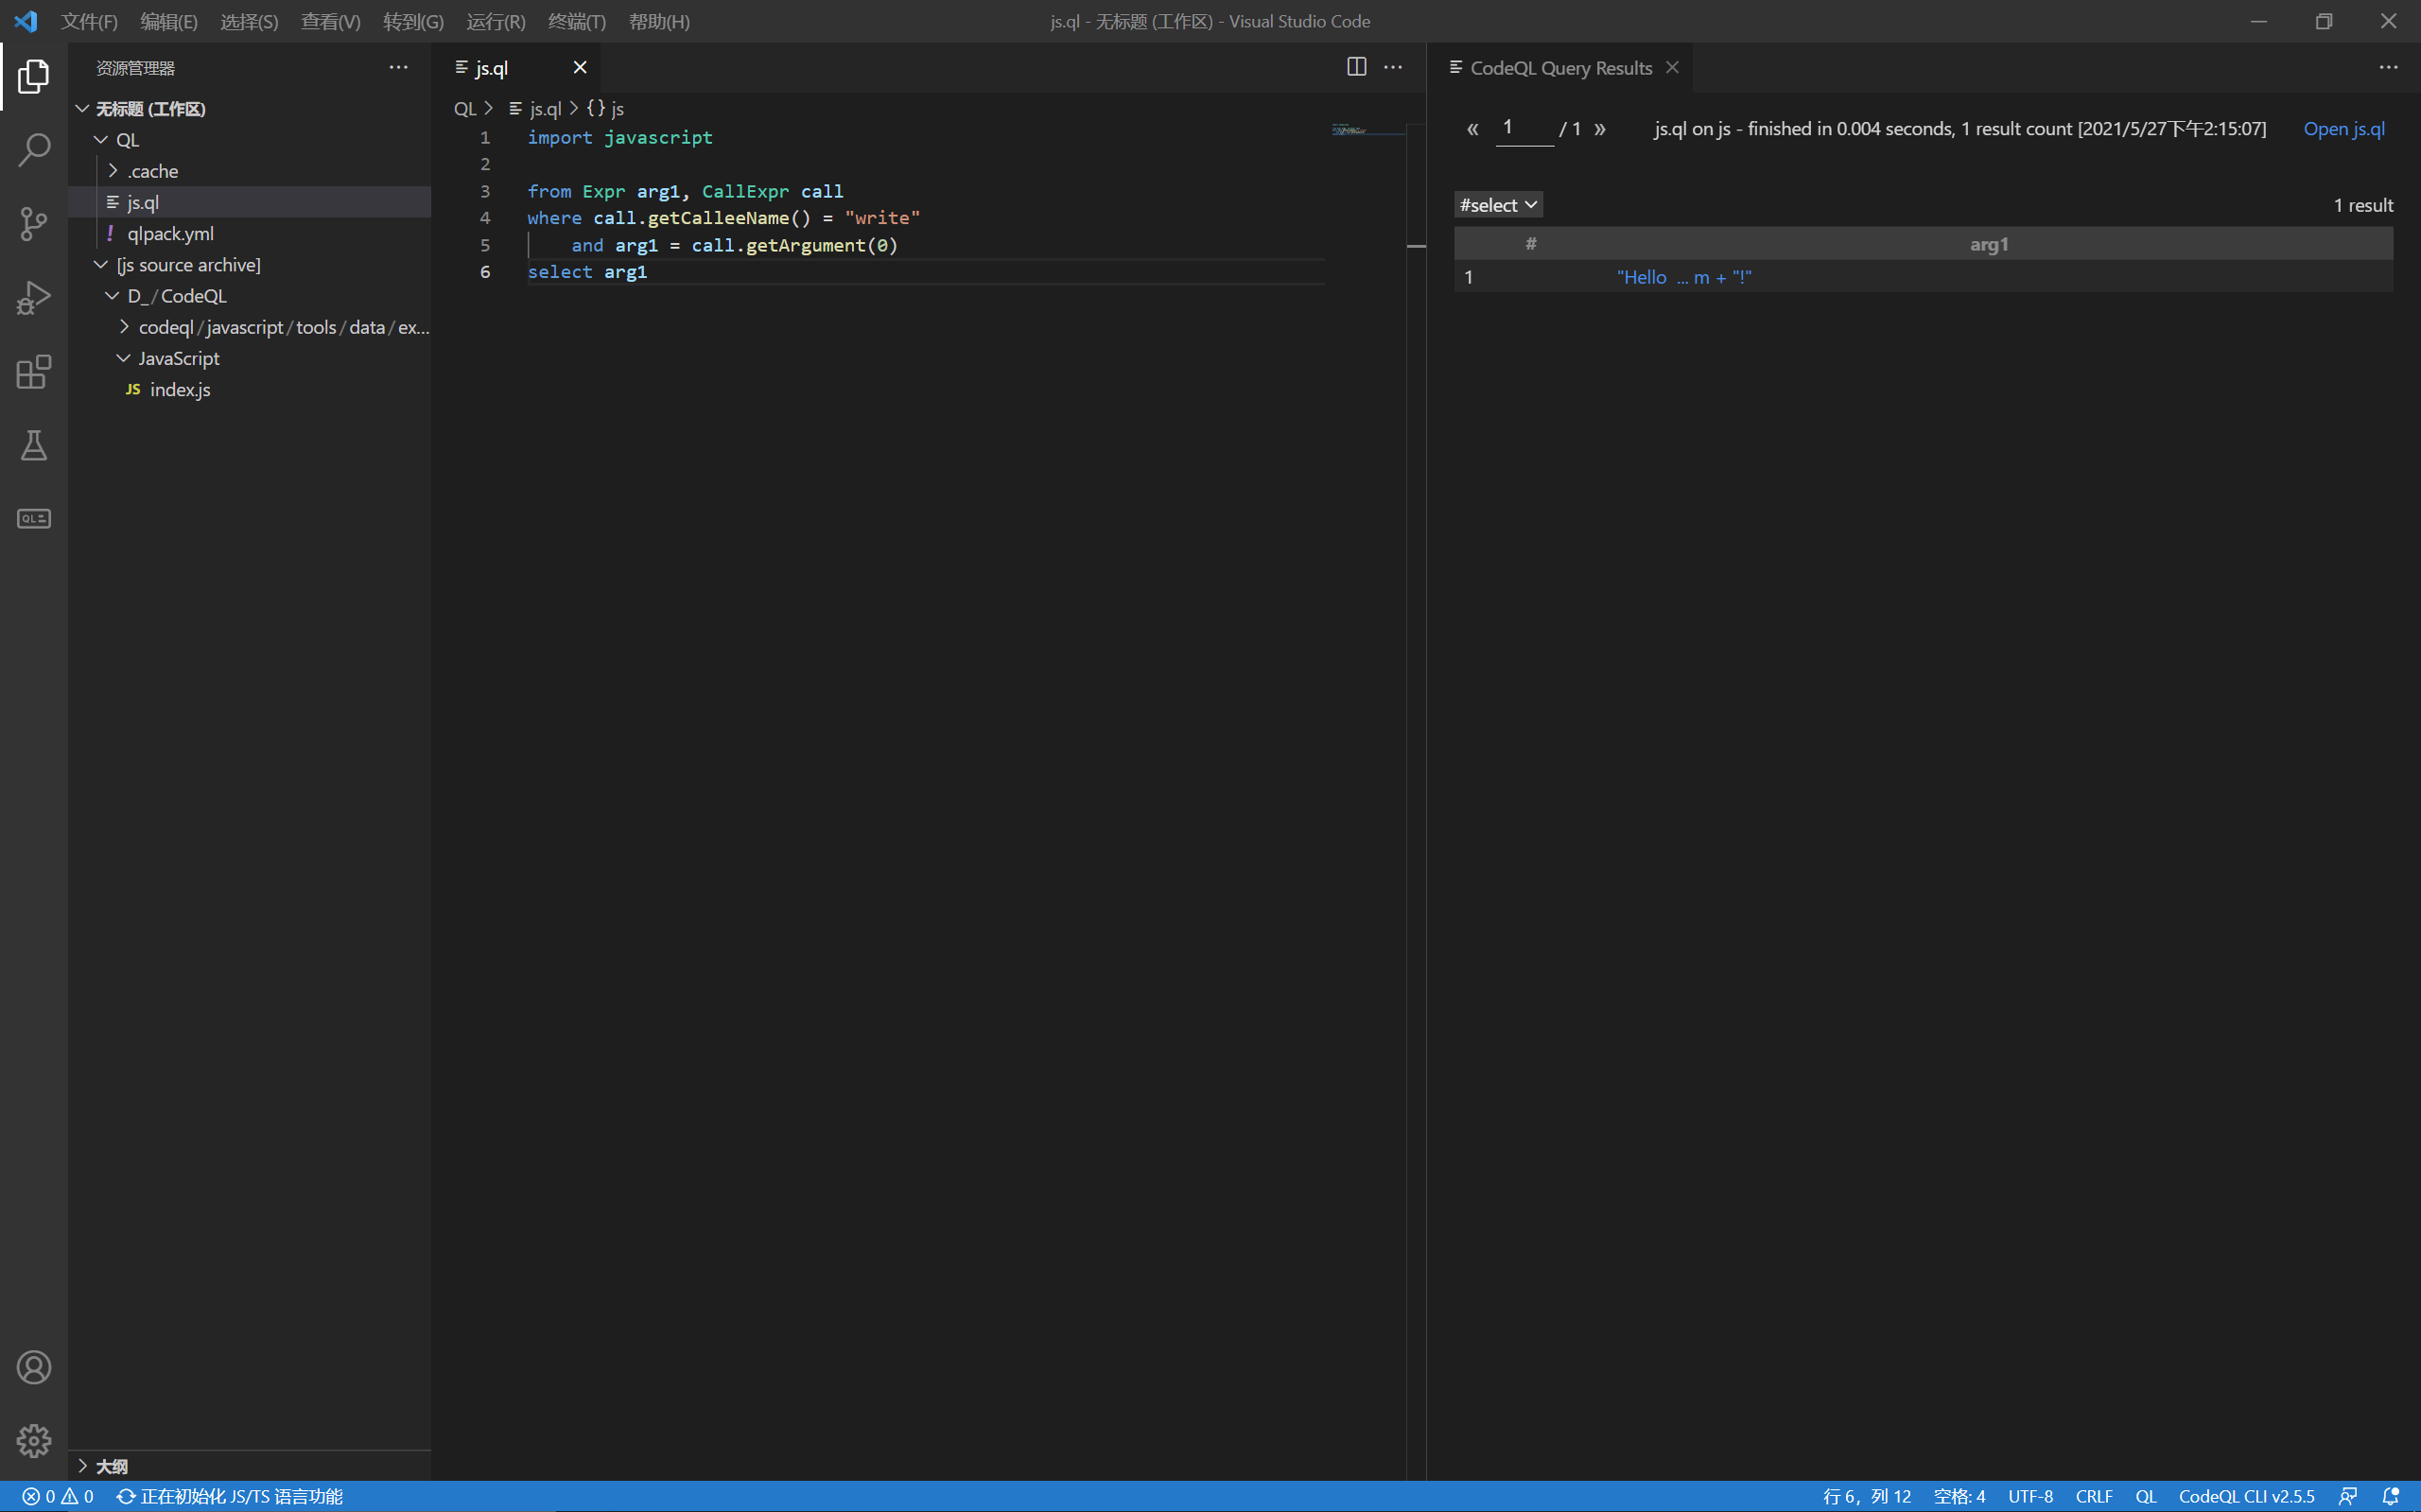 文件(F) 编辑(E) 选择(S) 查看(V) 转到(G) 运行(R) 终端(T) 帮助(H) js.ql - 无标题 (工作区) - Visual Studio Code
资源管理器
无标题 (工作区)
QL
.cache
js.ql
! qlpack.yml
[js source archive]
D_/CodeQL
codeql/javascript/tools/data/ex...
JavaScript
JS index.js
大纲
js.ql
QL > js.ql > {} js
1 import javascript
2
3 from Expr arg1, CallExpr call
4 where call.getCalleeName() = "write"
5     and arg1 = call.getArgument(0)
6 select arg1
CodeQL Query Results
« 1 / 1 » js.ql on js - finished in 0.004 seconds, 1 result count [2021/5/27下午2:15:07] Open js.ql
#select 1 result
# arg1
1 "Hello ... m + "!"
QL
0 0 正在初始化 JS/TS 语言功能 行 6，列 12 空格: 4 UTF-8 CRLF QL CodeQL CLI v2.5.5